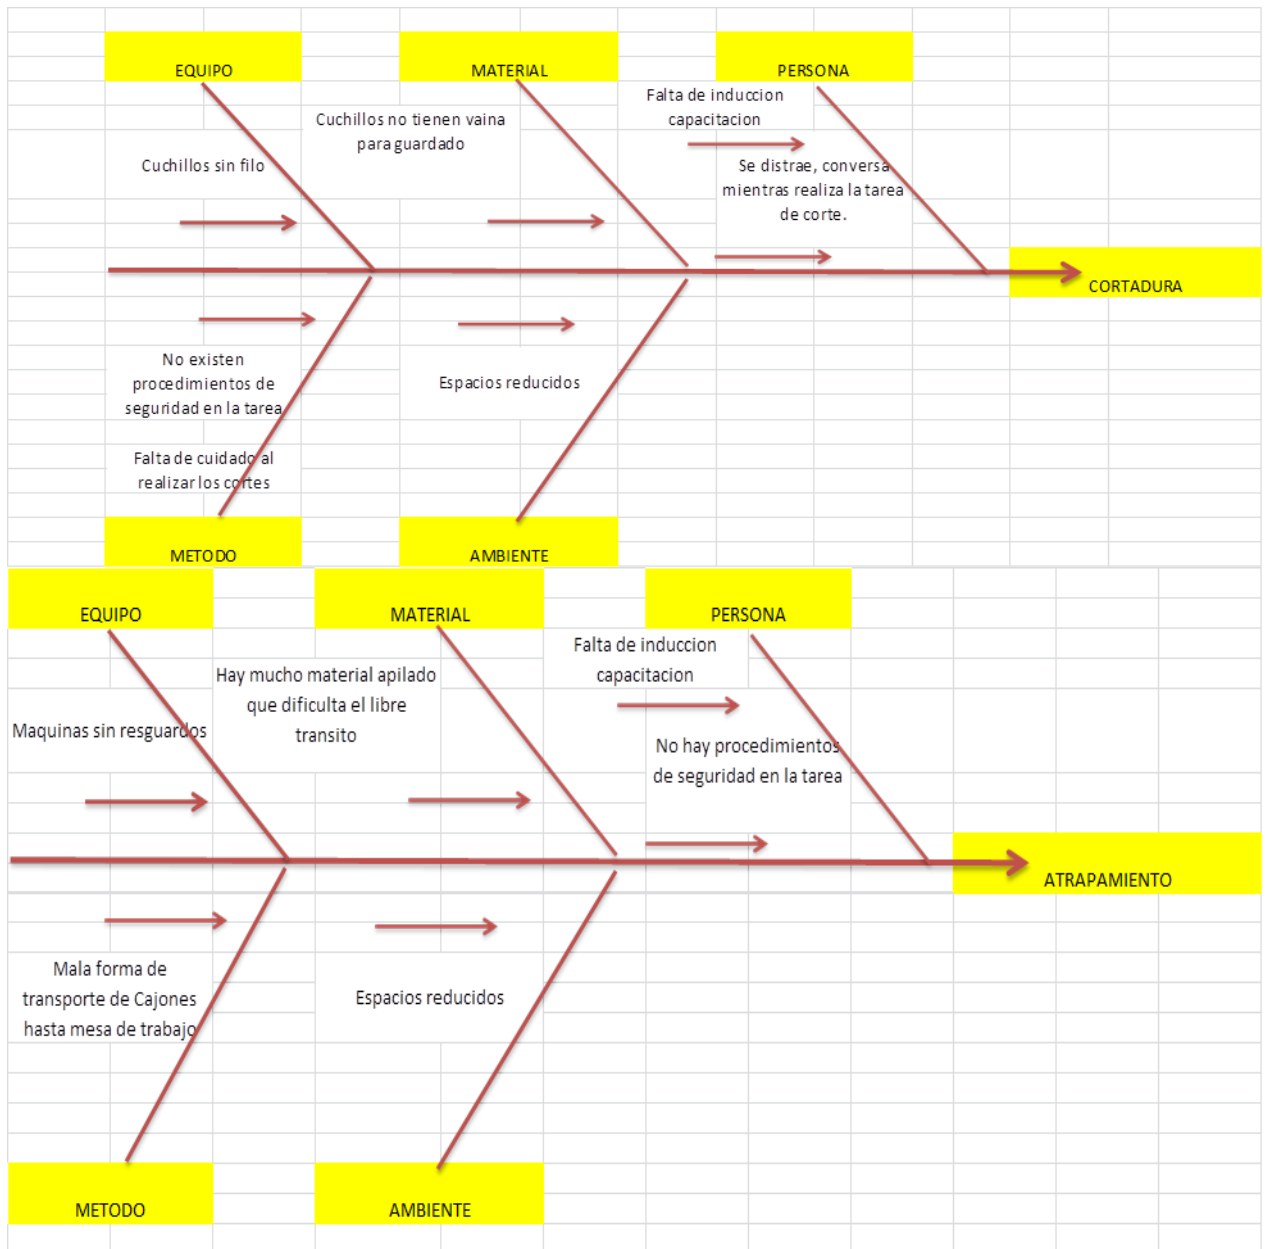 EQUIPO
MATERIAL
PERSONA
Falta de induccion
capacitacion
Cuchillos no tienen vaina
para guardado
Cuchillos sin filo
Se distrae, conversa
mientras realiza la tarea
de corte.
CORTADURA
No existen
procedimientos de
seguridad en la tarea
Espacios reducidos
Falta de cuidado al
realizar los cortes
METODO
AMBIENTE
EQUIPO
MATERIAL
PERSONA
Falta de induccion
capacitacion
Hay mucho material apilado
que dificulta el libre
transito
Maquinas sin resguardos
No hay procedimientos
de seguridad en la tarea
ATRAPAMIENTO
Mala forma de
transporte de Cajones
hasta mesa de trabajo
Espacios reducidos
METODO
AMBIENTE